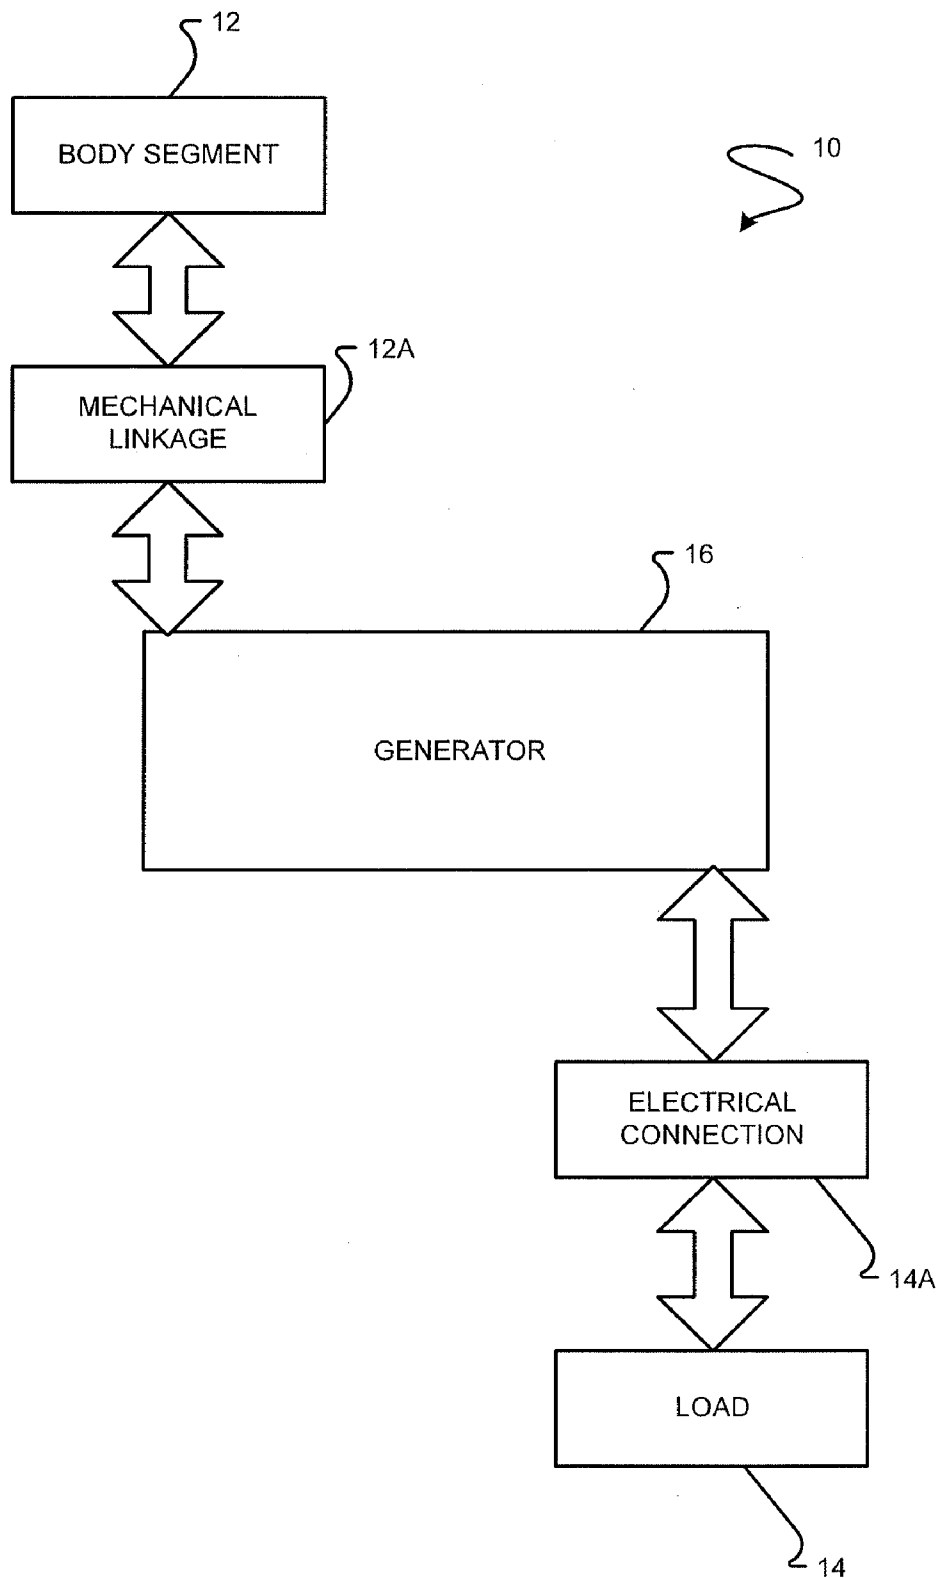 12
BODY SEGMENT
10
12A
MECHANICAL
LINKAGE
16
GENERATOR
ELECTRICAL
CONNECTION
14A
LOAD
14